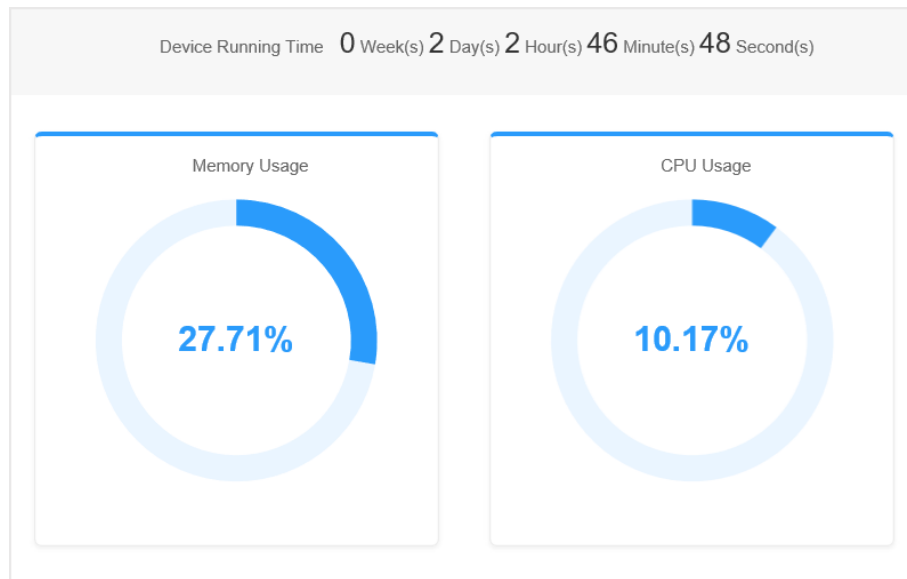 Device Running Time 0 Week(s) 2 Day(s) 2 Hour(s) 46 Minute(s) 48 Second(s)
Memory Usage
27.71%
CPU Usage
10.17%